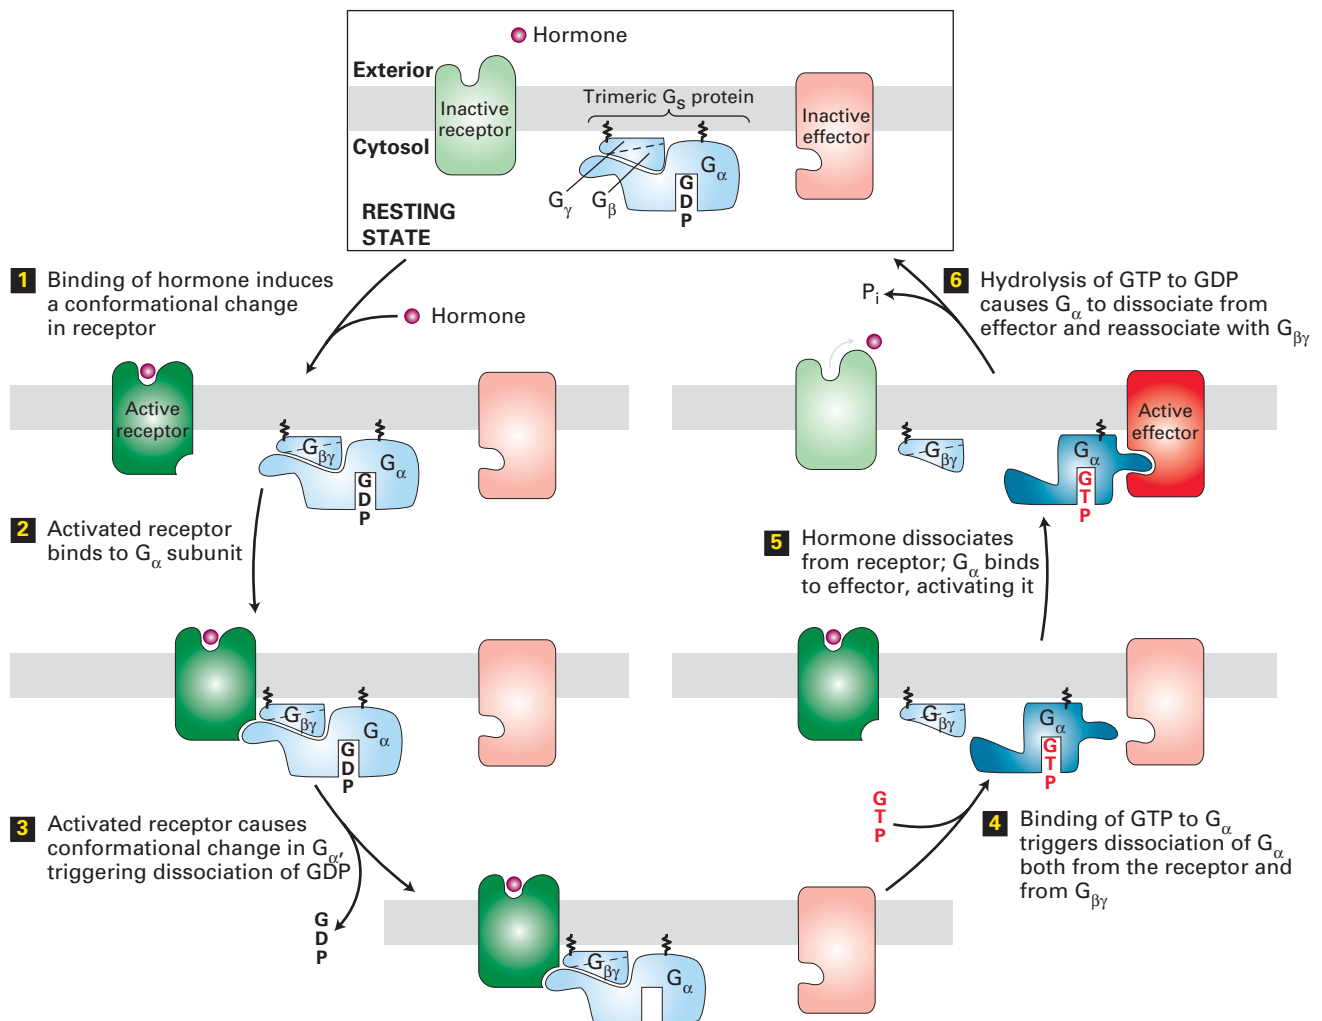 Hormone
Exterior
Trimeric Gs protein
Inactive
receptor
Inactive
effector
Cytosol
Gα
G
D
P
Gγ
Gβ
RESTING
STATE
1 Binding of hormone induces
a conformational change
in receptor
Hormone
Active
receptor
Gβγ
Gα
G
D
P
2 Activated receptor
binds to Gα subunit
Gβγ
Gα
G
D
P
3 Activated receptor causes
conformational change in Gα,
triggering dissociation of GDP
G
D
P
Gβγ
Gα
4 Binding of GTP to Gα
triggers dissociation of Gα
both from the receptor and
from Gβγ
G
T
P
Gβγ
Gα
G
T
P
5 Hormone dissociates
from receptor; Gα binds
to effector, activating it
Gβγ
Gα
G
T
P
Active
effector
6 Hydrolysis of GTP to GDP
causes Gα to dissociate from
effector and reassociate with Gβγ
Pi